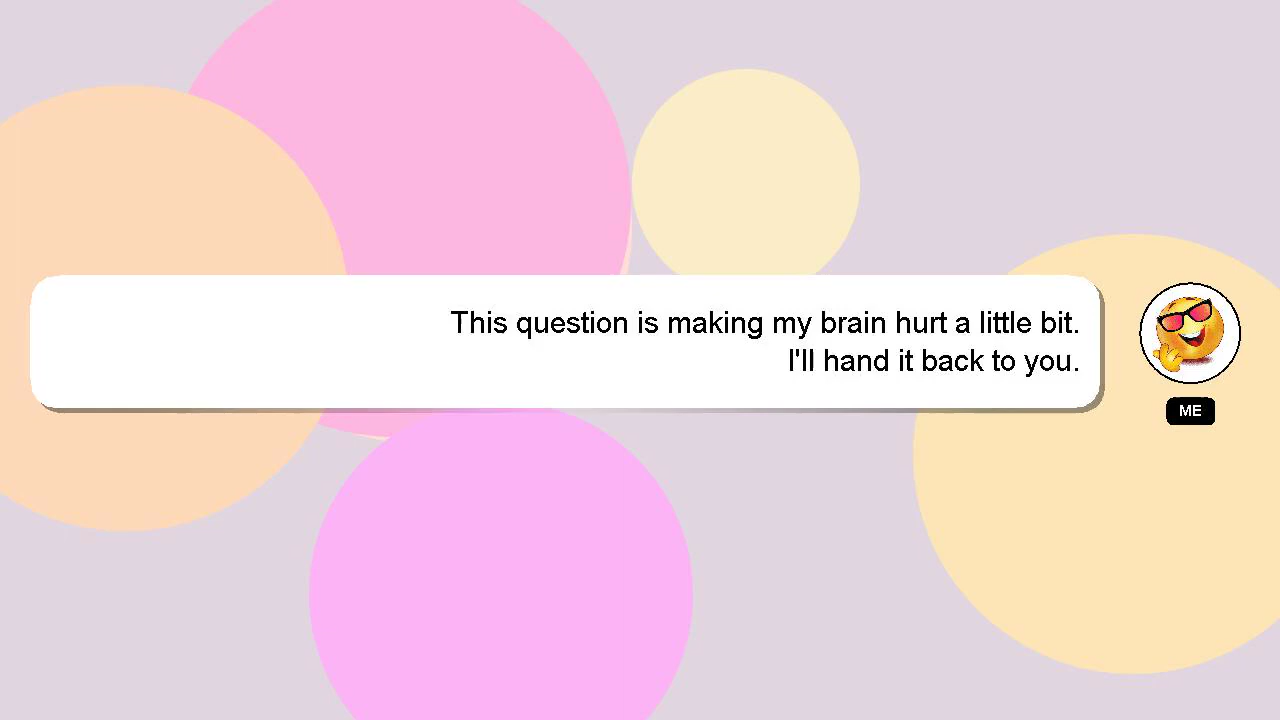 This question is making my brain hurt a little bit.
I'll hand it back to you.
ME